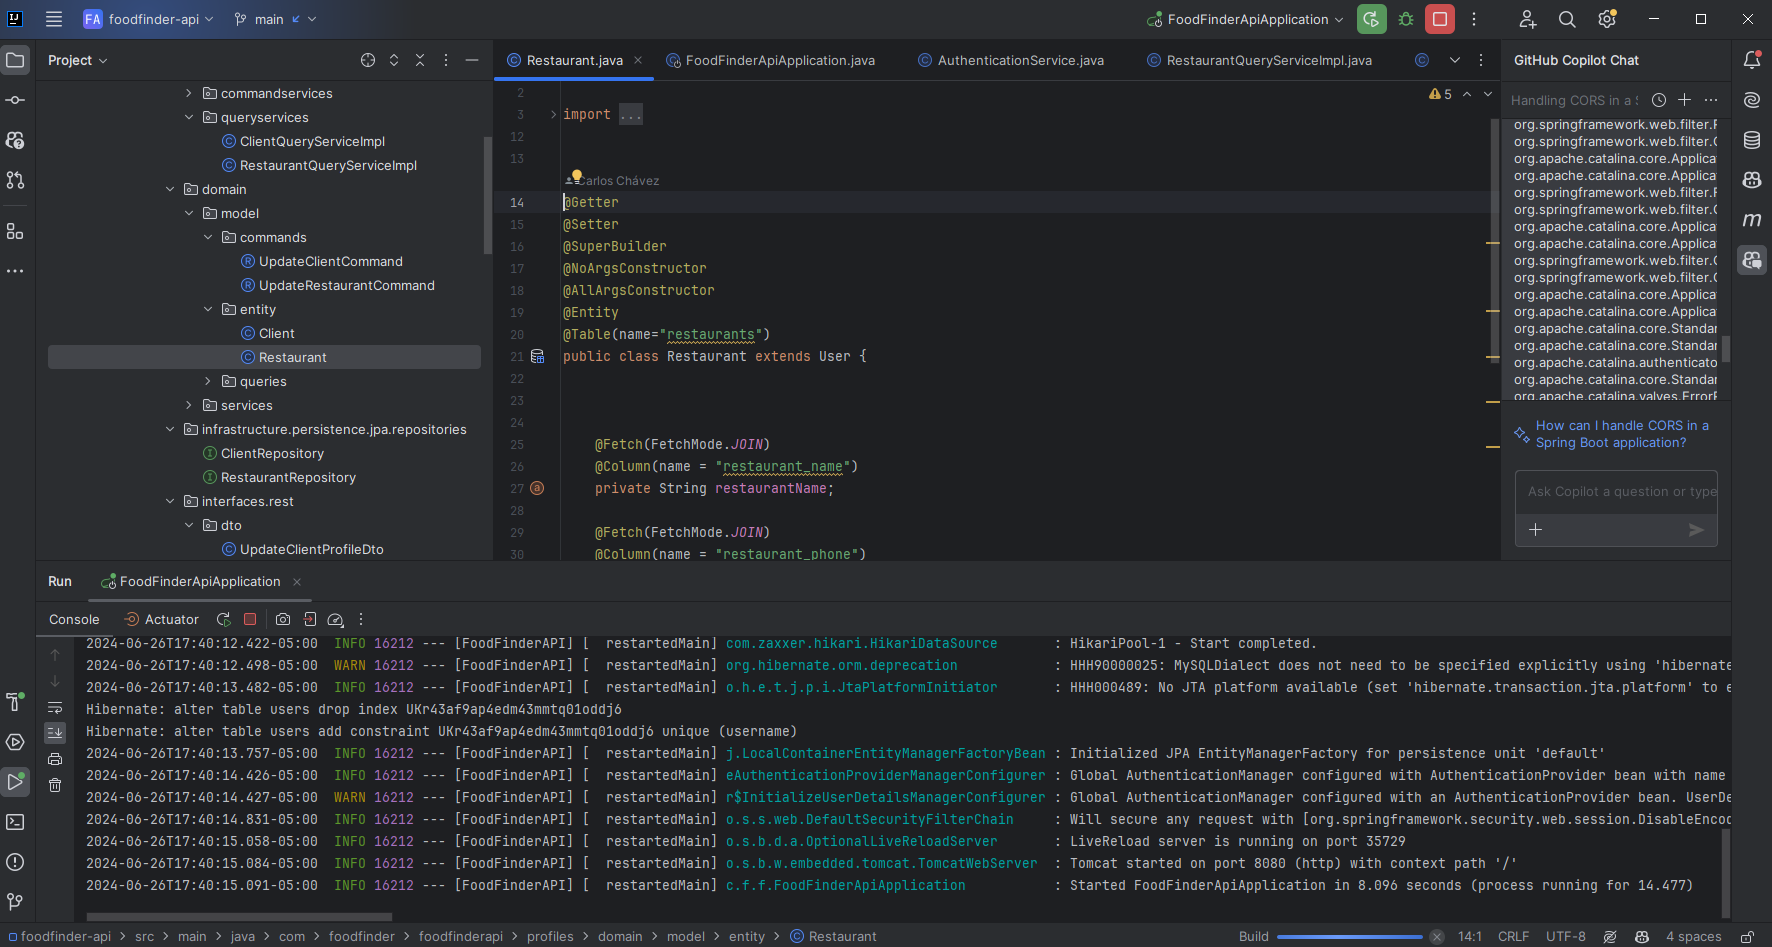 FA foodfinder-api main FoodFinderApiApplication
Project
commandservices
queryservices
ClientQueryServiceImpl
RestaurantQueryServiceImpl
domain
model
commands
UpdateClientCommand
UpdateRestaurantCommand
entity
Client
Restaurant
queries
services
infrastructure.persistence.jpa.repositories
ClientRepository
RestaurantRepository
interfaces.rest
dto
UpdateClientProfileDto
Restaurant.java FoodFinderApiApplication.java AuthenticationService.java RestaurantQueryServiceImpl.java
5
2
3 import ...
12
13
Carlos Chávez
14 @Getter
15 @Setter
16 @SuperBuilder
17 @NoArgsConstructor
18 @AllArgsConstructor
19 @Entity
20 @Table(name="restaurants")
21 public class Restaurant extends User {
22
23
24
25 @Fetch(FetchMode.JOIN)
26 @Column(name = "restaurant_name")
27 private String restaurantName;
28
29 @Fetch(FetchMode.JOIN)
30 @Column(name = "restaurant_phone")
GitHub Copilot Chat
Handling CORS in a S
org.springframework.web.filter.F
org.springframework.web.filter.C
org.apache.catalina.core.Applicat
org.apache.catalina.core.Applicat
org.springframework.web.filter.F
org.springframework.web.filter.C
org.apache.catalina.core.Applicat
org.apache.catalina.core.Applicat
org.springframework.web.filter.C
org.springframework.web.filter.C
org.apache.catalina.core.Applicat
org.apache.catalina.core.Applicat
org.apache.catalina.core.Standar
org.apache.catalina.core.Standar
org.apache.catalina.authenticato
org.apache.catalina.core.Standar
org.apache.catalina.valves.ErrorR
How can I handle CORS in a
Spring Boot application?
Ask Copilot a question or type
Run FoodFinderApiApplication
Console Actuator
2024-06-26T17:40:12.422-05:00 INFO 16212 --- [FoodFinderAPI] [ restartedMain] com.zaxxer.hikari.HikariDataSource : HikariPool-1 - Start completed.
2024-06-26T17:40:12.498-05:00 WARN 16212 --- [FoodFinderAPI] [ restartedMain] org.hibernate.orm.deprecation : HHH90000025: MySQLDialect does not need to be specified explicitly using 'hibernate
2024-06-26T17:40:13.482-05:00 INFO 16212 --- [FoodFinderAPI] [ restartedMain] o.h.e.t.j.p.i.JtaPlatformInitiator : HHH000489: No JTA platform available (set 'hibernate.transaction.jta.platform' to e
Hibernate: alter table users drop index UKr43af9ap4edm43mmtq01oddj6
Hibernate: alter table users add constraint UKr43af9ap4edm43mmtq01oddj6 unique (username)
2024-06-26T17:40:13.757-05:00 INFO 16212 --- [FoodFinderAPI] [ restartedMain] j.LocalContainerEntityManagerFactoryBean : Initialized JPA EntityManagerFactory for persistence unit 'default'
2024-06-26T17:40:14.426-05:00 INFO 16212 --- [FoodFinderAPI] [ restartedMain] eAuthenticationProviderManagerConfigurer : Global AuthenticationManager configured with AuthenticationProvider bean with name
2024-06-26T17:40:14.427-05:00 WARN 16212 --- [FoodFinderAPI] [ restartedMain] r$InitializeUserDetailsManagerConfigurer : Global AuthenticationManager configured with an AuthenticationProvider bean. UserDe
2024-06-26T17:40:14.831-05:00 INFO 16212 --- [FoodFinderAPI] [ restartedMain] o.s.s.web.DefaultSecurityFilterChain : Will secure any request with [org.springframework.security.web.session.DisableEncod
2024-06-26T17:40:15.058-05:00 INFO 16212 --- [FoodFinderAPI] [ restartedMain] o.s.b.d.a.OptionalLiveReloadServer : LiveReload server is running on port 35729
2024-06-26T17:40:15.084-05:00 INFO 16212 --- [FoodFinderAPI] [ restartedMain] o.s.b.w.embedded.tomcat.TomcatWebServer : Tomcat started on port 8080 (http) with context path '/'
2024-06-26T17:40:15.091-05:00 INFO 16212 --- [FoodFinderAPI] [ restartedMain] c.f.f.FoodFinderApiApplication : Started FoodFinderApiApplication in 8.096 seconds (process running for 14.477)
foodfinder-api > src > main > java > com > foodfinder > foodfinderapi > profiles > domain > model > entity > Restaurant Build 14:1 CRLF UTF-8 4 spaces